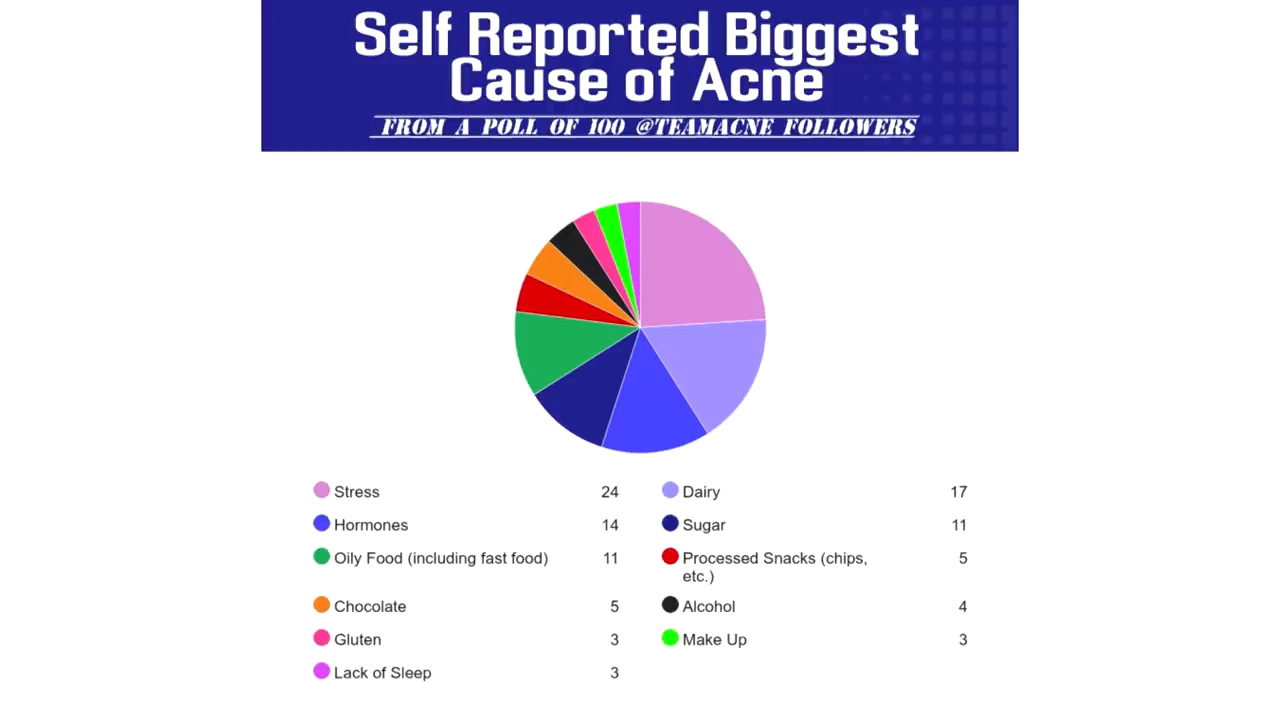 Self Reported Biggest
Cause of Acne
FROM A POLL OF 100 @TEAMACNE FOLLOWERS
Stress 24
Dairy 17
Hormones 14
Sugar 11
Oily Food (including fast food) 11
Processed Snacks (chips, 5
etc.)
Chocolate 5
Alcohol 4
Gluten 3
Make Up 3
Lack of Sleep 3